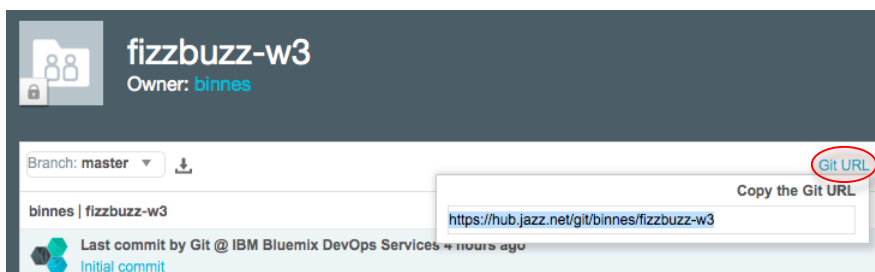 fizzbuzz-w3
Owner: binnes
Branch: master
Git URL
Copy the Git URL
https://hub.jazz.net/git/binnes/fizzbuzz-w3
binnes | fizzbuzz-w3
Last commit by Git @ IBM Bluemix DevOps Services 4 hours ago
Initial commit